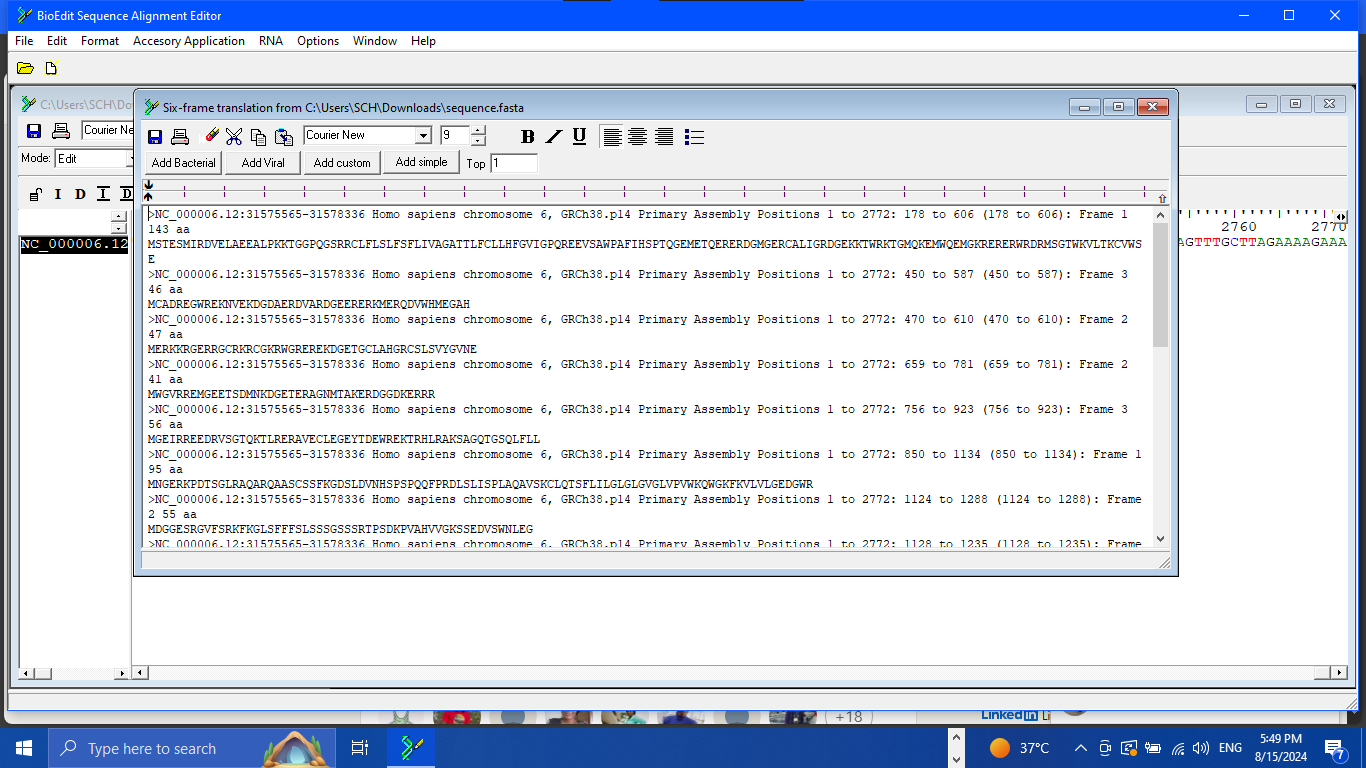 BioEdit Sequence Alignment Editor
File Edit Format Accesory Application RNA Options Window Help
C:\Users\SCH\Do
Six-frame translation from C:\Users\SCH\Downloads\sequence.fasta
Courier Ne
Courier New 9 B I U
Mode: Edit
Add Bacterial Add Viral Add custom Add simple Top 1
I D I D
>NC_000006.12:31575565-31578336 Homo sapiens chromosome 6, GRCh38.p14 Primary Assembly Positions 1 to 2772: 178 to 606 (178 to 606): Frame 1
143 aa
MSTESMIRDVELAEEALPKKTGGPQGSRRCLFLSLFSFLIVAGATTLFCLLHFGVIGPQREEVSAWPAFIHSPTQGEMETQERERDGMGERCALIGRDGEKKTWRKTGMQKEMWQEMGKRERERWRDRMSGTWKVLTKCVWS
E
>NC_000006.12:31575565-31578336 Homo sapiens chromosome 6, GRCh38.p14 Primary Assembly Positions 1 to 2772: 450 to 587 (450 to 587): Frame 3
46 aa
MCADREGWREKNVEKDGDAERDVARDGEERERKMERQDVWHMEGAH
>NC_000006.12:31575565-31578336 Homo sapiens chromosome 6, GRCh38.p14 Primary Assembly Positions 1 to 2772: 470 to 610 (470 to 610): Frame 2
47 aa
MERKKRGERRGCRKRCGKRWGREREKDGETGCLAHGRCSLSVYGVNE
>NC_000006.12:31575565-31578336 Homo sapiens chromosome 6, GRCh38.p14 Primary Assembly Positions 1 to 2772: 659 to 781 (659 to 781): Frame 2
41 aa
MWGVRREMGEETSDMNKDGETERAGNMTAKERDGGDKERRR
>NC_000006.12:31575565-31578336 Homo sapiens chromosome 6, GRCh38.p14 Primary Assembly Positions 1 to 2772: 756 to 923 (756 to 923): Frame 3
56 aa
MGEIRREEDRVSGTQKTLRERAVECLEGEYTDEWREKTRHLRAKSAGQTGSQLFLL
>NC_000006.12:31575565-31578336 Homo sapiens chromosome 6, GRCh38.p14 Primary Assembly Positions 1 to 2772: 850 to 1134 (850 to 1134): Frame 1
95 aa
MNGERKPDTSGLRAQARQAASCSSFKGDSLDVNHSPSPQQFPRDLSLISPLAQAVSKCLQTSFLILGLGLGVGLVPVWKQWGKFKVLVLGEDGWR
>NC_000006.12:31575565-31578336 Homo sapiens chromosome 6, GRCh38.p14 Primary Assembly Positions 1 to 2772: 1124 to 1288 (1124 to 1288): Frame
2 55 aa
MDGGESRGVFSRKFKGLSFFFSLSSSGSSSRTPSDKPVAHVVGKSSEDVSWNLEG
>NC_000006.12:31575565-31578336 Homo sapiens chromosome 6, GRCh38.p14 Primary Assembly Positions 1 to 2772: 1128 to 1235 (1128 to 1235): Frame
NC_000006.12
2760 2770
AGTTTGCTTAGAAAAGAAA
+18
LinkedIn Li
Type here to search
37°C
ENG
5:49 PM
8/15/2024
7